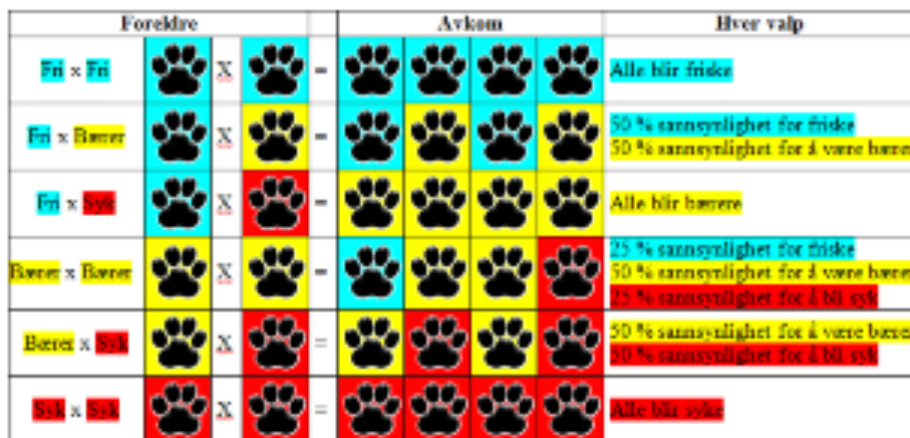 Foreldre Avkom Hver valp
Fri x Fri X = Alle blir friske
Fri x Bærer X = 50 % sannsynlighet for friske
50 % sannsynlighet for å være bærer
Fri x Syk X = Alle blir bærere
Bærer x Bærer X = 25 % sannsynlighet for friske
50 % sannsynlighet for å være bærer
25 % sannsynlighet for å bli syk
Bærer x Syk X = 50 % sannsynlighet for å være bærer
50 % sannsynlighet for å bli syk
Syk x Syk X = Alle blir syke